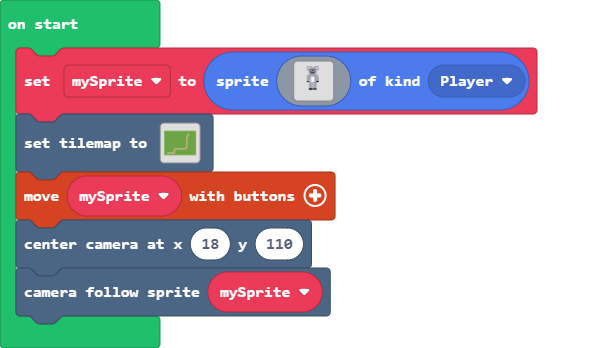 on start
set mySprite to sprite of kind Player
set tilemap to
move mySprite with buttons
center camera at x 18 y 110
camera follow sprite mySprite